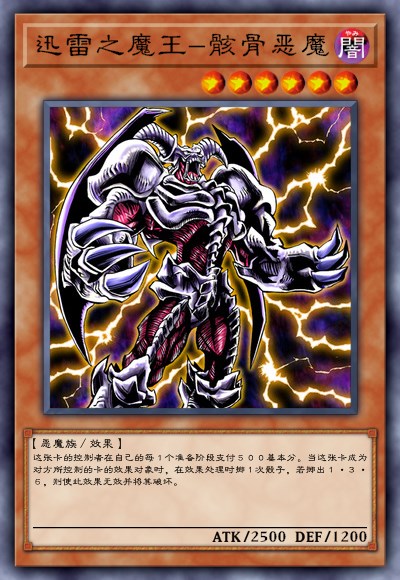 迅雷之魔王－骸骨恶魔
闇
やみ
【恶魔族／效果】
这张卡的控制者在自己的每１个准备阶段支付５００基本分。当这张卡成为
对方所控制的卡的效果对象时，在效果处理时掷１次骰子，若掷出１・３・
６，则使此效果无效并将其破坏。
ATK/2500 DEF/1200